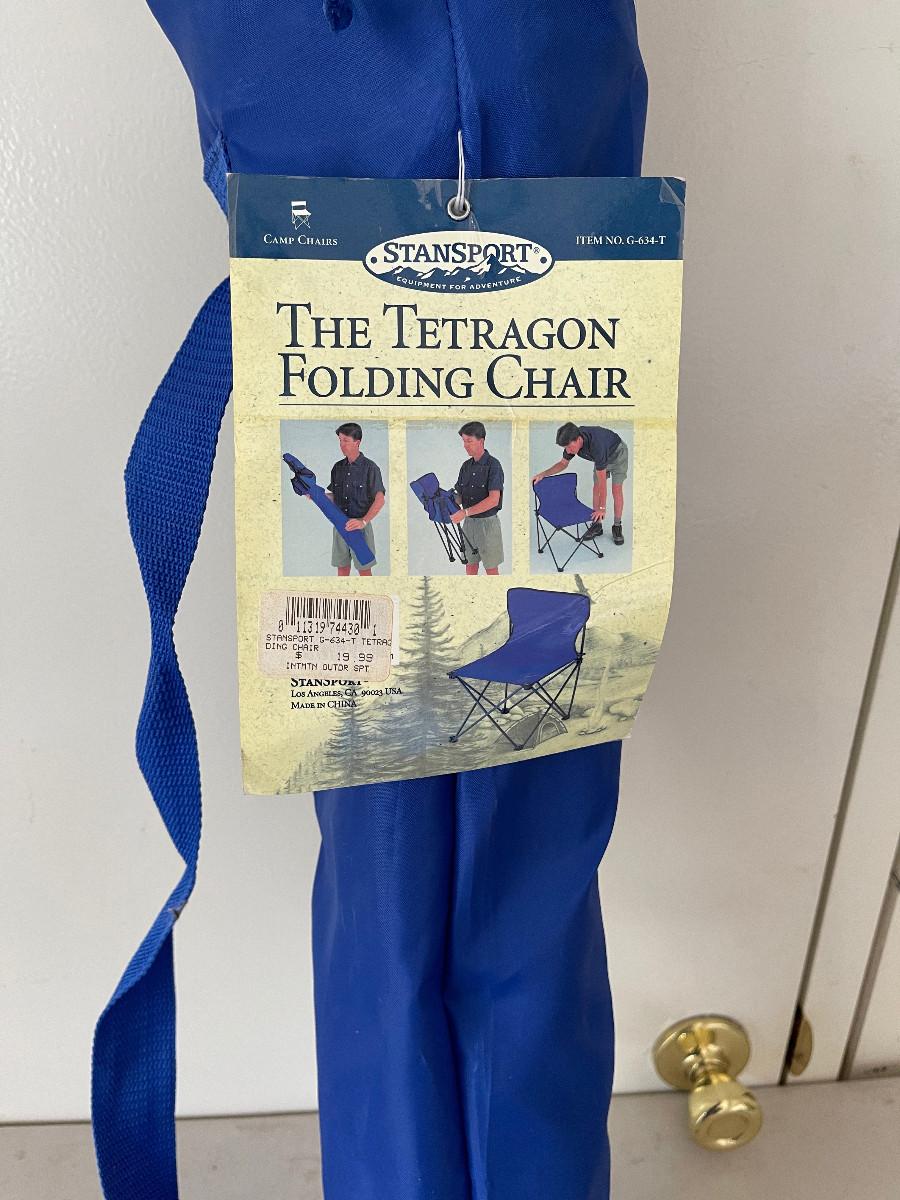 CAMP CHAIRS
ITEM NO. G-634-T
STANSPORT®
EQUIPMENT FOR ADVENTURE
THE TETRAGON
FOLDING CHAIR
0 11319 74430 1
STANSPORT G-634-T TETRAG
DING CHAIR
$ 19.99
INTMTN OUTDR SPT
STANSPORT®
LOS ANGELES, CA 90023 USA
MADE IN CHINA